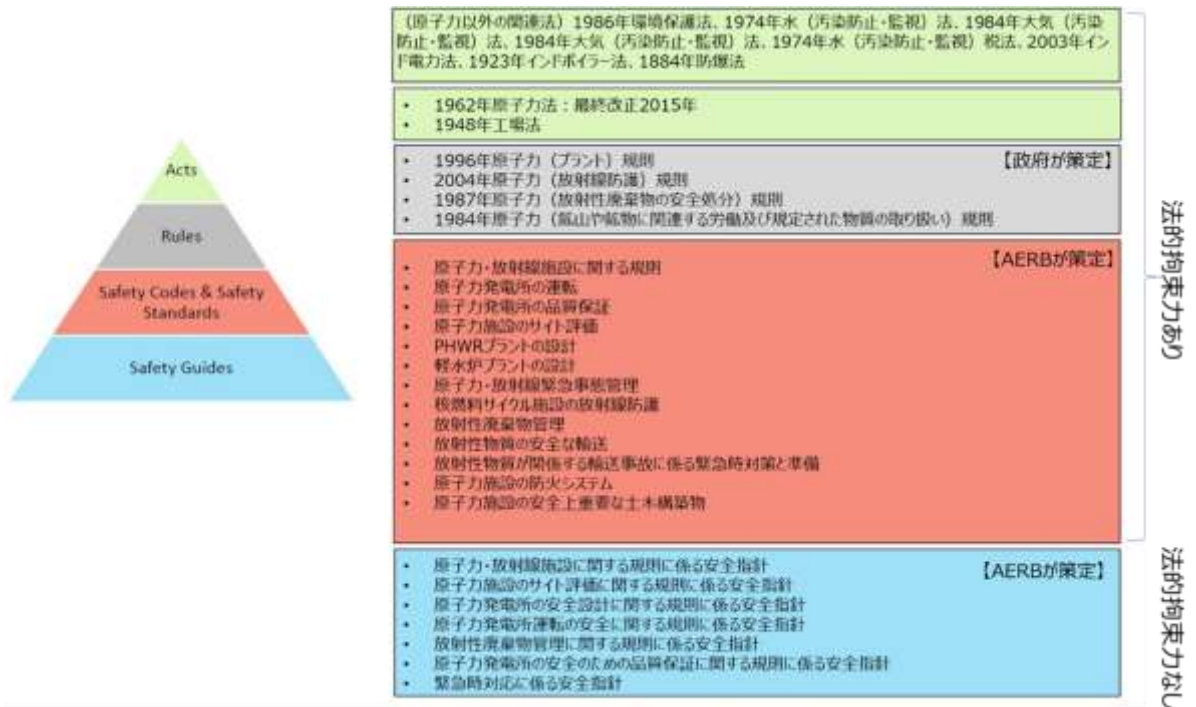 (原子力以外の関連法) 1986年環境保護法、1974年水(汚染防止・監視)法、1984年大気(汚染
防止・監視)法、1984年大気(汚染防止・監視)法、1974年水(汚染防止・監視)税法、2003年イン
ド電力法、1923年インドボイラー法、1884年防爆法
• 1962年原子力法:最終改正2015年
• 1948年工場法
Acts
Rules
Safety Codes & Safety
Standards
Safety Guides
• 1996年原子力(プラント)規則
【政府が策定】
• 2004年原子力(放射線防護)規則
• 1987年原子力(放射性廃棄物の安全処分)規則
• 1984年原子力(鉱山や鉱物に関連する労働及び規定された物質の取り扱い)規則
【AERBが策定】
• 原子力・放射線施設に関する規則
• 原子力発電所の運転
• 原子力発電所の品質保証
• 原子力施設のサイト評価
• PHWRプラントの設計
• 軽水炉プラントの設計
• 原子力・放射線緊急事態管理
• 核燃料サイクル施設の放射線防護
• 放射性廃棄物管理
• 放射性物質の安全な輸送
• 放射性物質が関係する輸送事故に係る緊急時対策と準備
• 原子力施設の防火システム
• 原子力施設の安全上重要な土木構築物
法的拘束力あり
• 原子力・放射線施設に関する規則に係る安全指針
【AERBが策定】
• 原子力施設のサイト評価に関する規則に係る安全指針
• 原子力発電所の安全設計に関する規則に係る安全指針
• 原子力発電所運転の安全に関する規則に係る安全指針
• 放射性廃棄物管理に関する規則に係る安全指針
• 原子力発電所の安全のための品質保証に関する規則に係る安全指針
• 緊急時対応に係る安全指針
法的拘束力なし